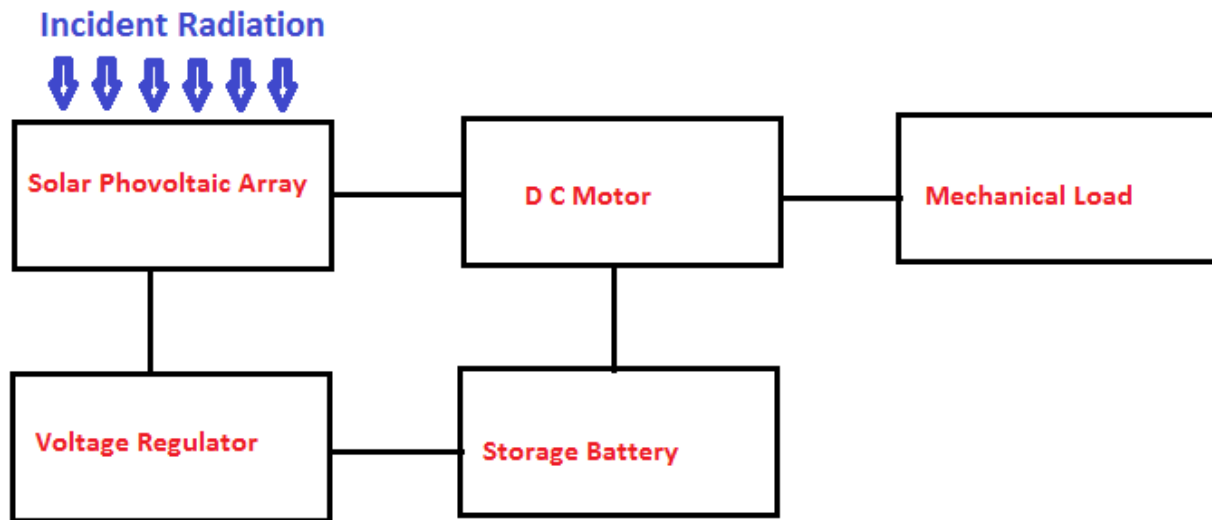 Incident Radiation
Solar Phovoltaic Array
D C Motor
Mechanical Load
Voltage Regulator
Storage Battery